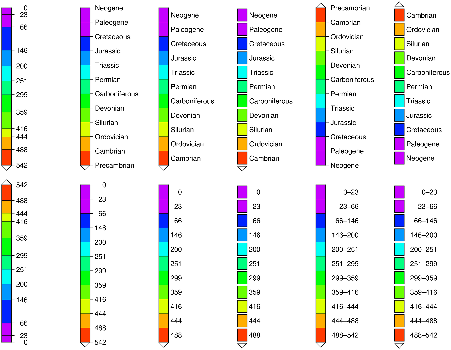 0
23
66
146
200
251
299
359
416
444
488
542
Neogene
Paleogene
Cretaceous
Jurassic
Triassic
Permian
Carboniferous
Devonian
Silurian
Ordovician
Cambrian
Precambrian
Neogene
Paleogene
Cretaceous
Jurassic
Triassic
Permian
Carboniferous
Devonian
Silurian
Ordovician
Cambrian
Neogene
Paleogene
Cretaceous
Jurassic
Triassic
Permian
Carboniferous
Devonian
Silurian
Ordovician
Cambrian
Precambrian
Cambrian
Ordovician
Silurian
Devonian
Carboniferous
Permian
Triassic
Jurassic
Cretaceous
Paleogene
Neogene
Cambrian
Ordovician
Silurian
Devonian
Carboniferous
Permian
Triassic
Jurassic
Cretaceous
Paleogene
Neogene
542
488
444
416
359
299
251
200
146
66
23
0
0
23
66
146
200
251
299
359
416
444
488
542
0
23
66
146
200
251
299
359
416
444
488
0
23
66
146
200
251
299
359
416
444
488
0–23
23–66
66–146
146–200
200–251
251–299
299–359
359–416
416–444
444–488
488–542
0–23
23–66
66–146
146–200
200–251
251–299
299–359
359–416
416–444
444–488
488–542